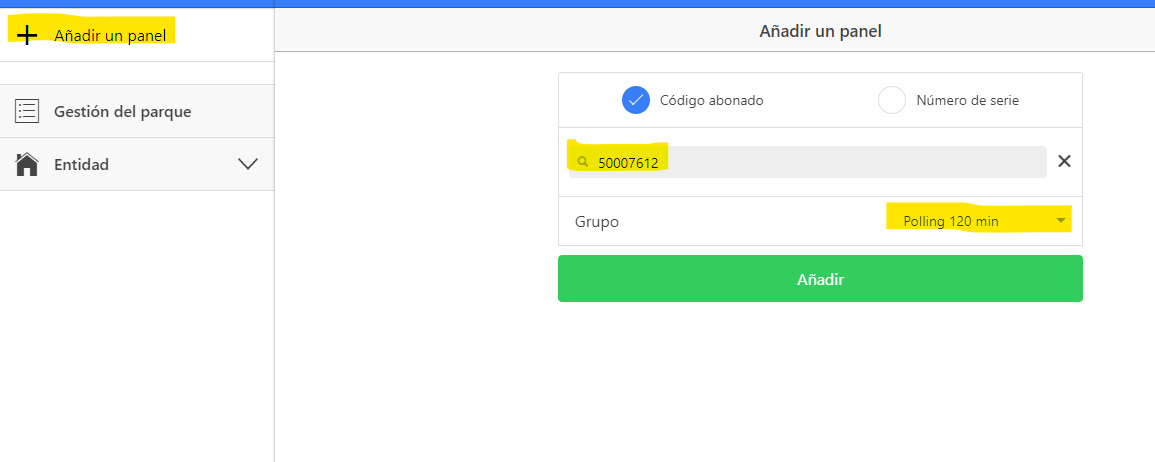 Añadir un panel
Gestión del parque
Entidad
Añadir un panel
Código abonado
Número de serie
50007612
Grupo
Polling 120 min
Añadir